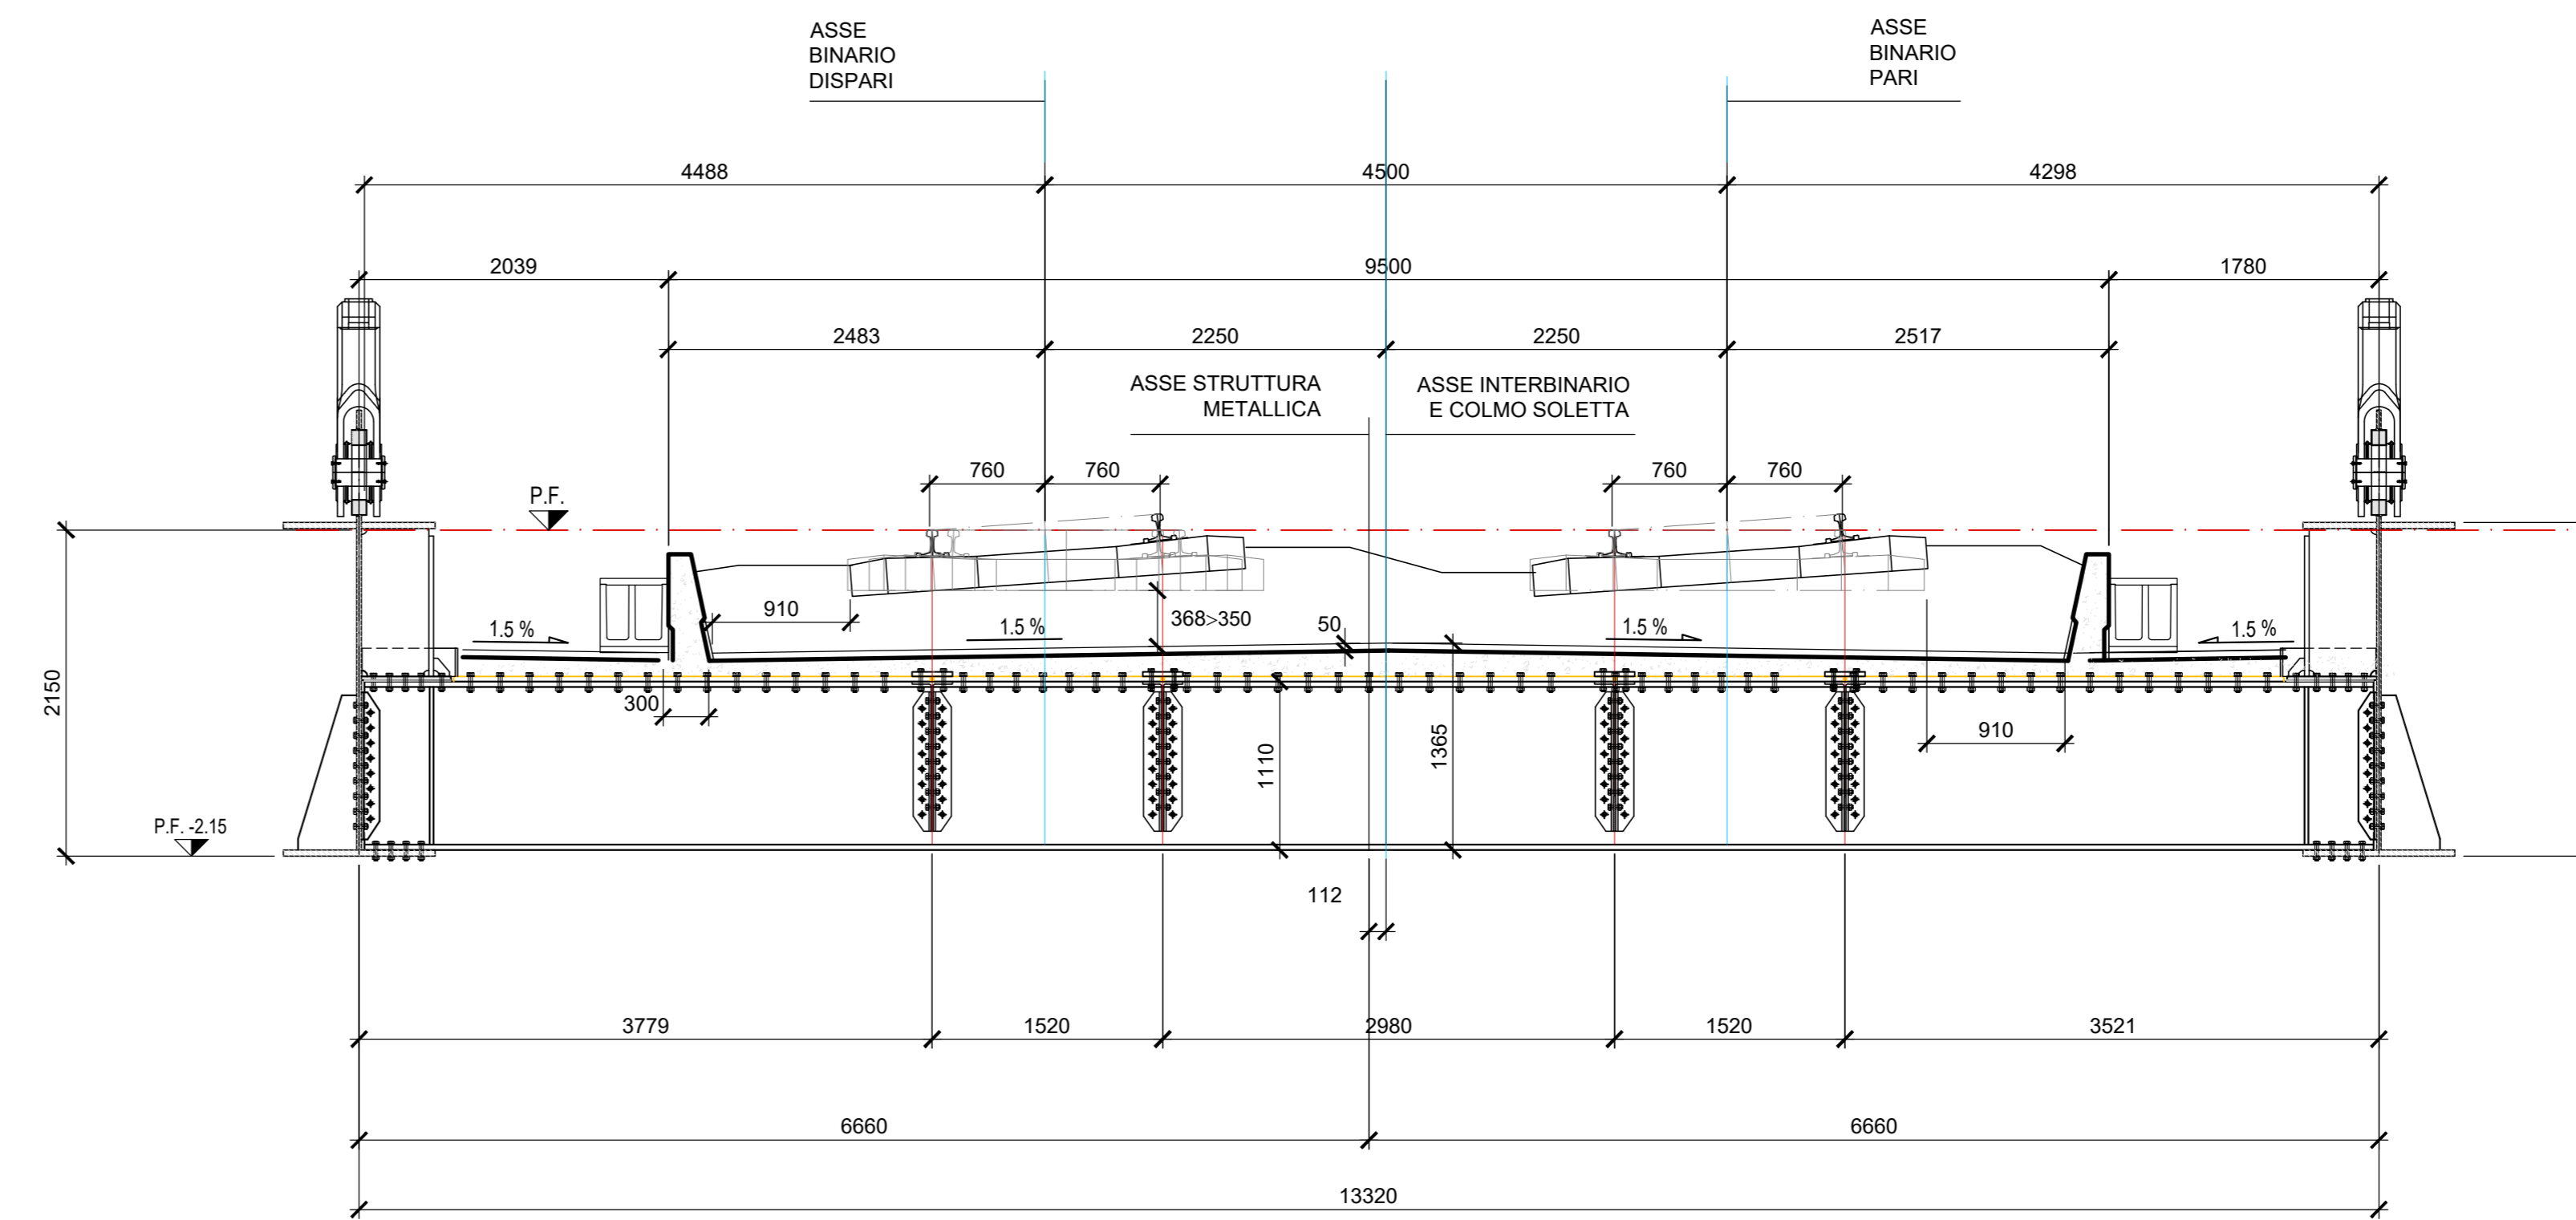 ASSE
BINARIO
DISPARI
ASSE
BINARIO
PARI
4488
4500
4298
2039
9500
1780
2483
2250
2250
2517
ASSE STRUTTURA
METALLICA
ASSE INTERBINARIO
E COLMO SOLETTA
760
760
760
760
P.F.
910
368>350
50
1.5 %
1.5 %
1.5 %
1.5 %
2150
300
1110
1365
910
P.F. -2.15
112
3779
1520
2980
1520
3521
6660
6660
13320